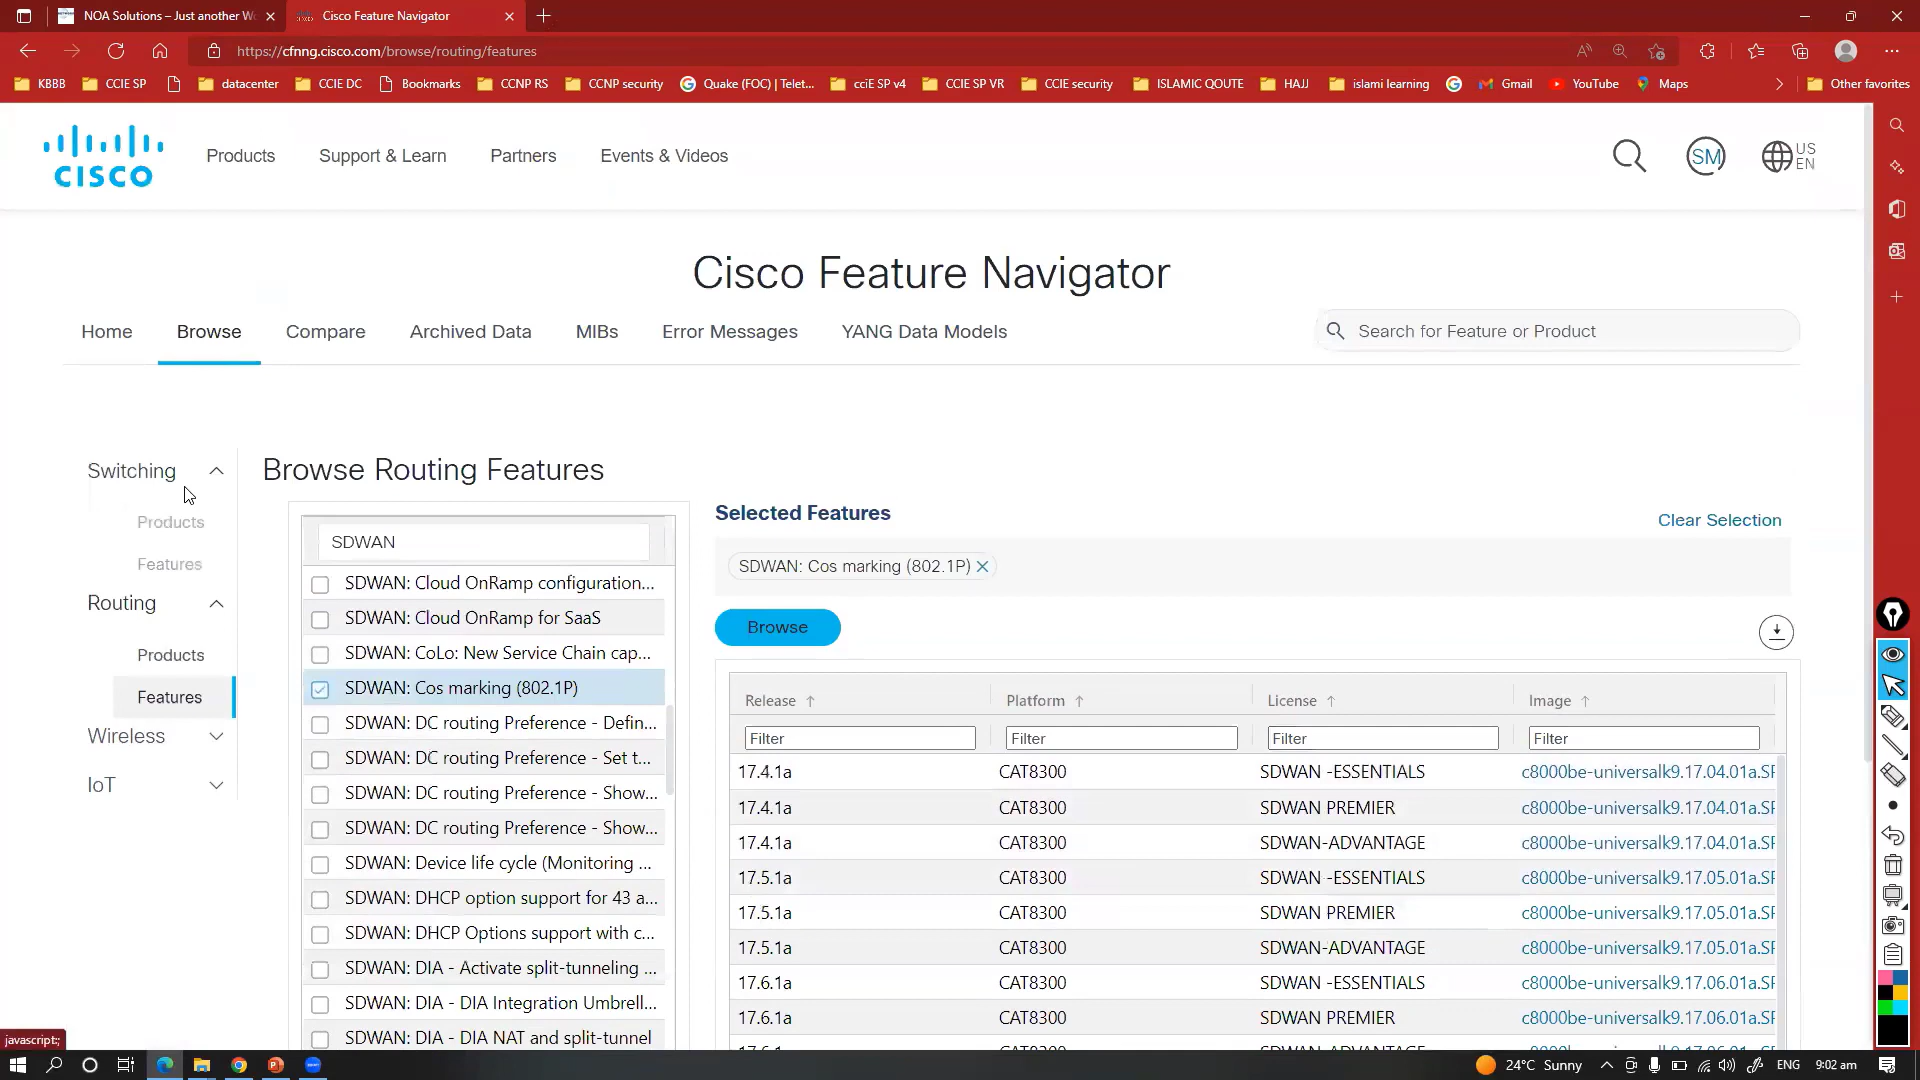 NOA Solutions – Just another W
Cisco Feature Navigator
https://cfnng.cisco.com/browse/routing/features
KBBB
CCIE SP
datacenter
CCIE DC
Bookmarks
CCNP RS
CCNP security
Quake (FOC) | Telet...
cciE SP v4
CCIE SP VR
CCIE security
ISLAMIC QOUTE
HAJJ
islami learning
Gmail
YouTube
Maps
Other favorites
CISCO
Products
Support & Learn
Partners
Events & Videos
SM
US
EN
Cisco Feature Navigator
Home
Browse
Compare
Archived Data
MIBs
Error Messages
YANG Data Models
Search for Feature or Product
Switching
Products
Features
Routing
Products
Features
Wireless
IoT
Browse Routing Features
SDWAN
SDWAN: Cloud OnRamp configuration...
SDWAN: Cloud OnRamp for SaaS
SDWAN: CoLo: New Service Chain cap...
SDWAN: Cos marking (802.1P)
SDWAN: DC routing Preference - Defin...
SDWAN: DC routing Preference - Set t...
SDWAN: DC routing Preference - Show...
SDWAN: DC routing Preference - Show...
SDWAN: Device life cycle (Monitoring ...
SDWAN: DHCP option support for 43 a...
SDWAN: DHCP Options support with c...
SDWAN: DIA - Activate split-tunneling ...
SDWAN: DIA - DIA Integration Umbrell...
SDWAN: DIA - DIA NAT and split-tunnel
Selected Features
Clear Selection
SDWAN: Cos marking (802.1P)
Browse
Release Platform License Image
Filter Filter Filter Filter
17.4.1a CAT8300 SDWAN -ESSENTIALS c8000be-universalk9.17.04.01a.SP
17.4.1a CAT8300 SDWAN PREMIER c8000be-universalk9.17.04.01a.SP
17.4.1a CAT8300 SDWAN-ADVANTAGE c8000be-universalk9.17.04.01a.SP
17.5.1a CAT8300 SDWAN -ESSENTIALS c8000be-universalk9.17.05.01a.SP
17.5.1a CAT8300 SDWAN PREMIER c8000be-universalk9.17.05.01a.SP
17.5.1a CAT8300 SDWAN-ADVANTAGE c8000be-universalk9.17.05.01a.SP
17.6.1a CAT8300 SDWAN -ESSENTIALS c8000be-universalk9.17.06.01a.SP
17.6.1a CAT8300 SDWAN PREMIER c8000be-universalk9.17.06.01a.SP
javascript:;
24°C Sunny
ENG
9:02 am